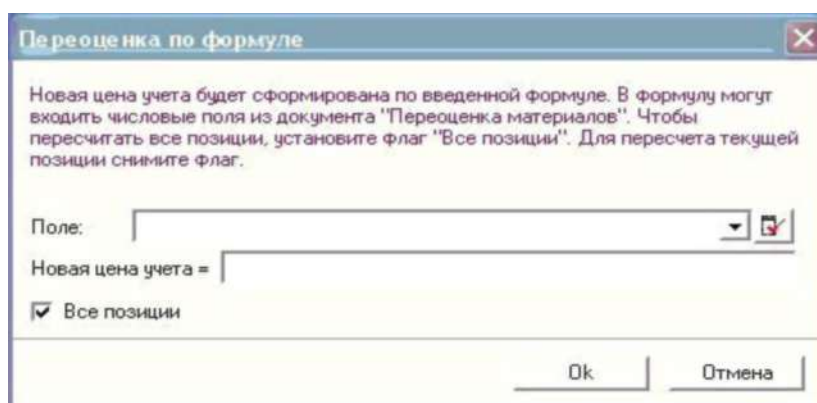 Переоценка по формуле
Новая цена учета будет сформирована по введенной формуле. В формулу могут
входить числовые поля из документа "Переоценка материалов". Чтобы
пересчитать все позиции, установите флаг "Все позиции". Для пересчета текущей
позиции снимите флаг.
Поле:
Новая цена учета =
Все позиции
Ok Отмена